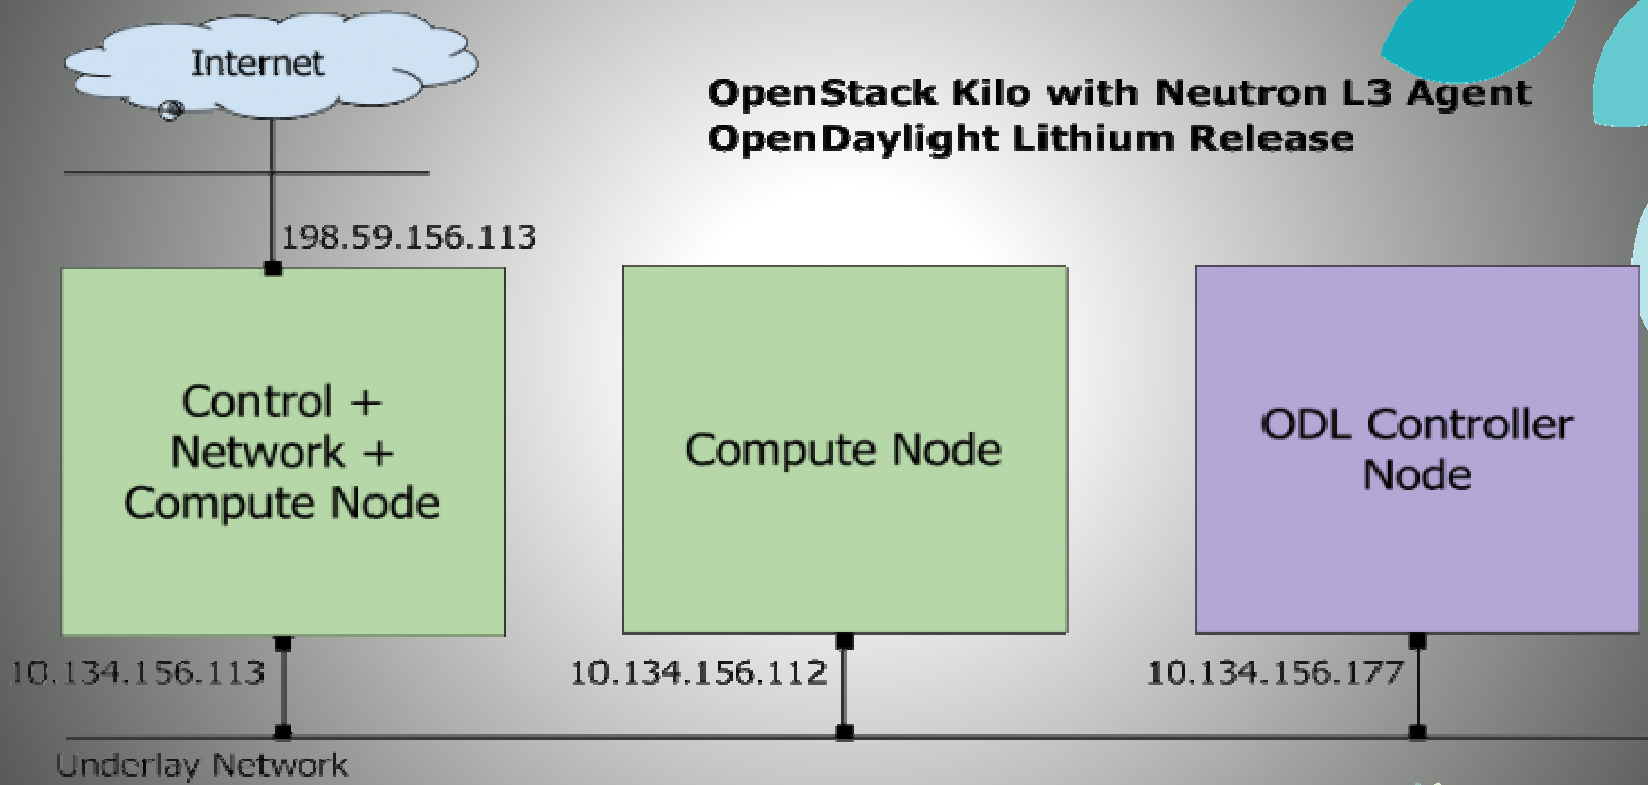 Internet
OpenStack Kilo with Neutron L3 Agent
OpenDaylight Lithium Release
198.59.156.113
Control +
Network +
Compute Node
Compute Node
ODL Controller
Node
10.134.156.113
10.134.156.112
10.134.156.177
Underlay Network